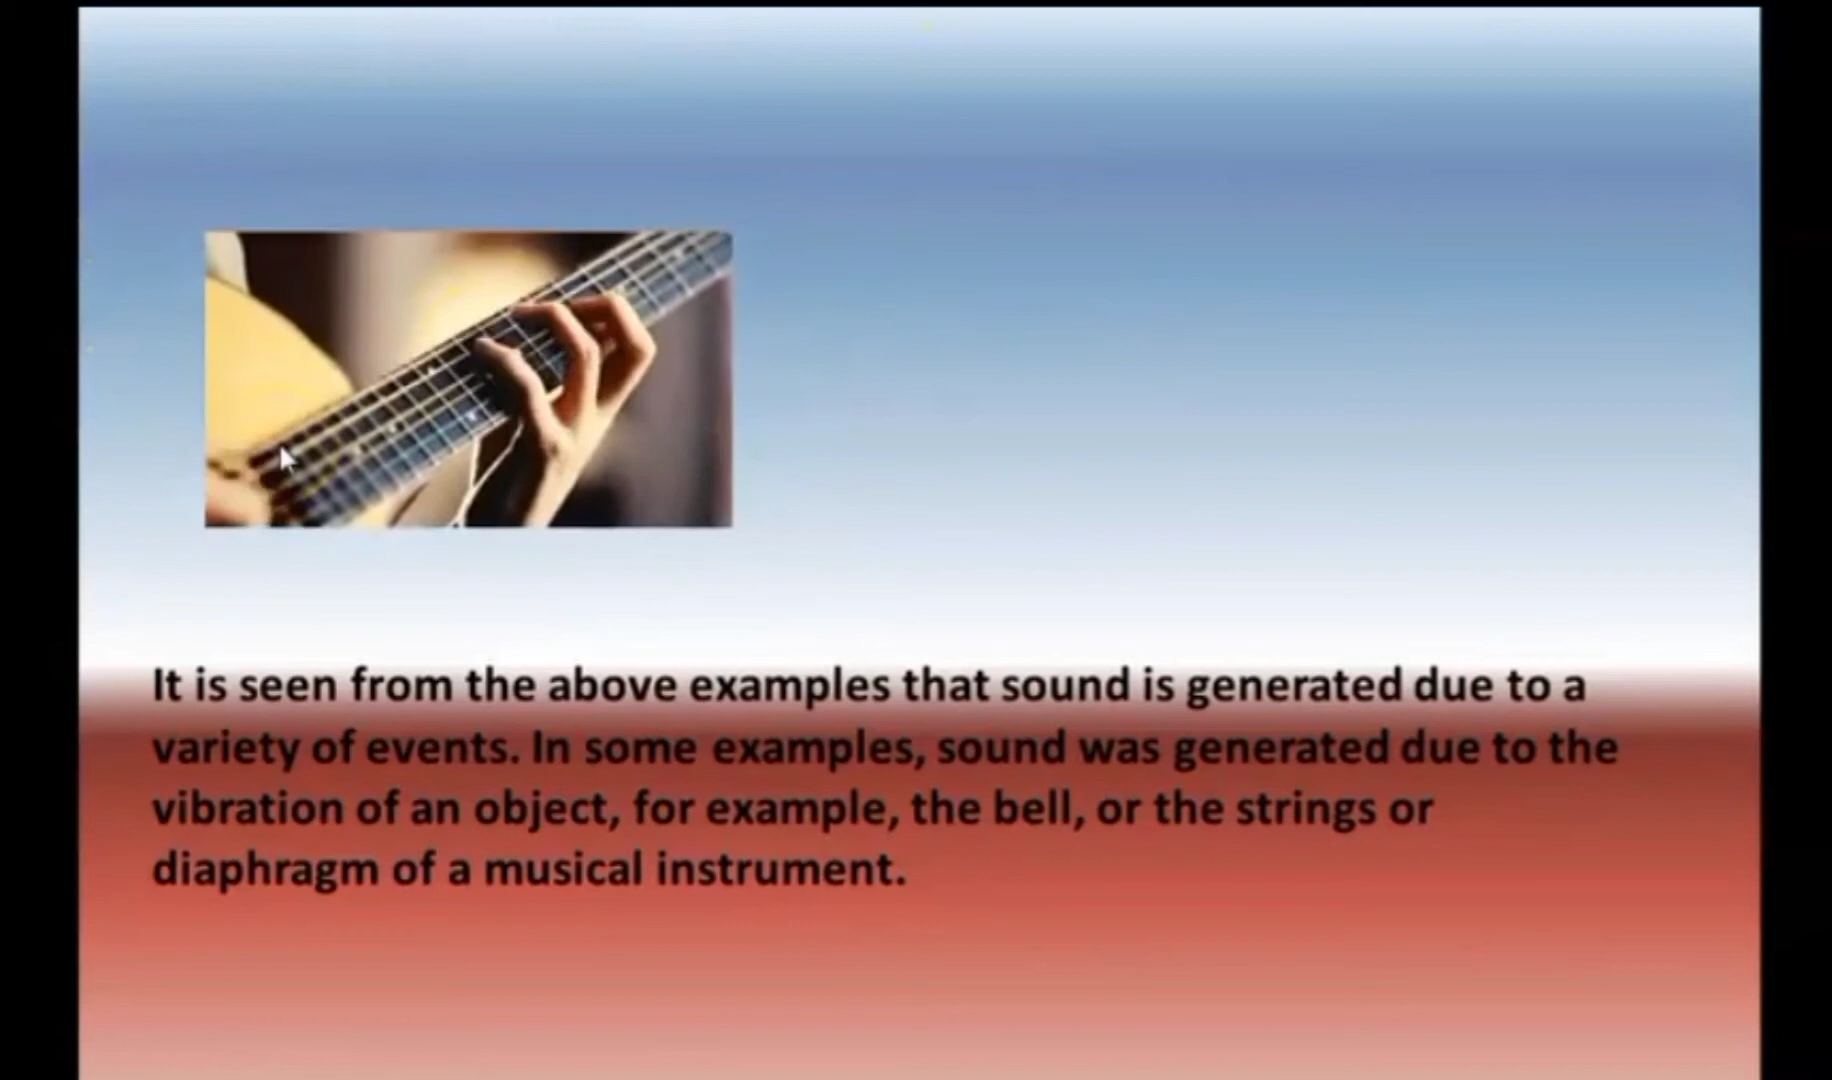 It is seen from the above examples that sound is generated due to a
variety of events. In some examples, sound was generated due to the
vibration of an object, for example, the bell, or the strings or
diaphragm of a musical instrument.